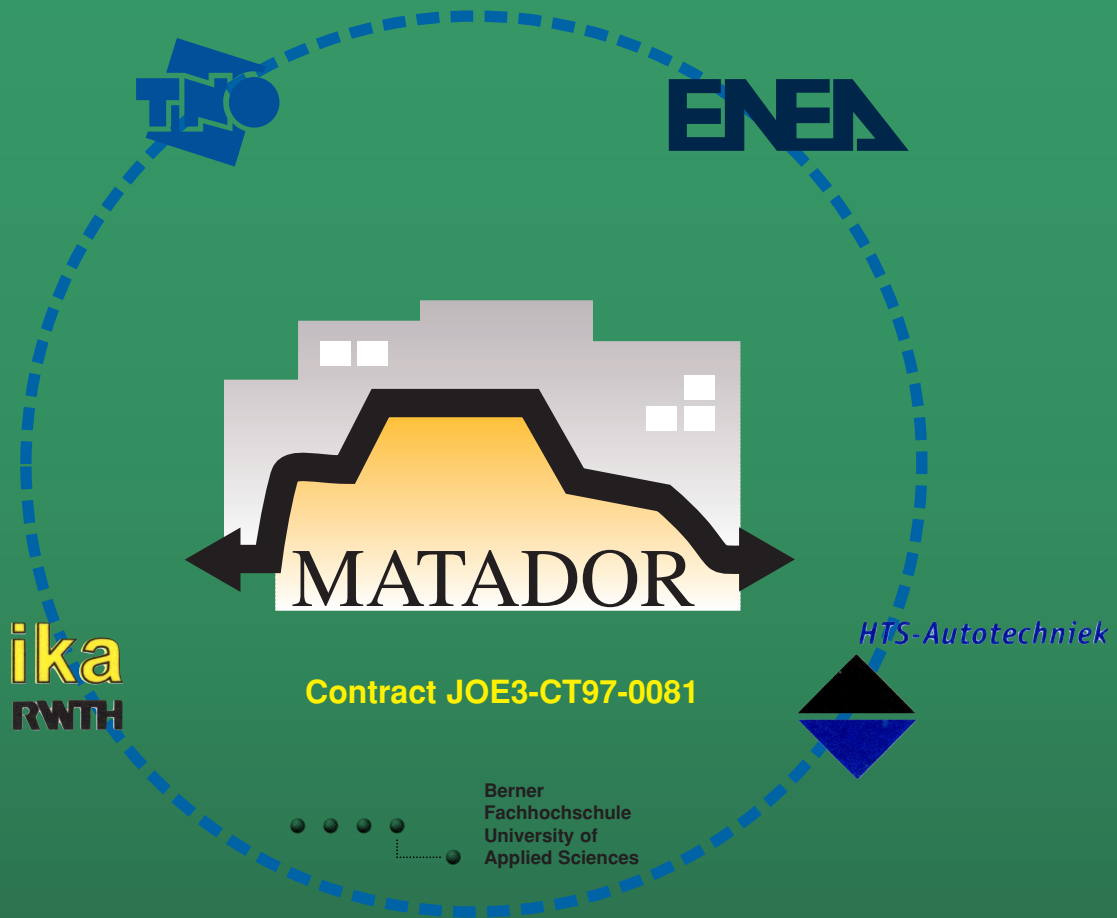 TNO
ENEA
MATADOR
ika
RWTH
HTS-Autotechniek
Contract JOE3-CT97-0081
Berner
Fachhochschule
University of
Applied Sciences